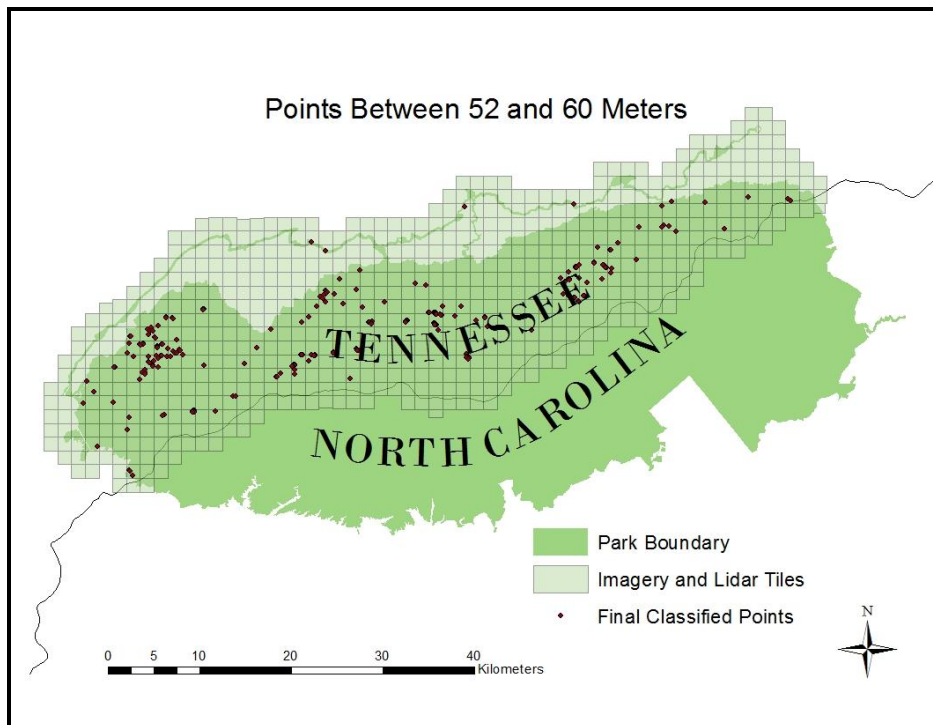 Points Between 52 and 60 Meters
TENNESSEE
NORTH CAROLINA
Park Boundary
Imagery and Lidar Tiles
Final Classified Points
N
0 5 10 20 30 40
Kilometers